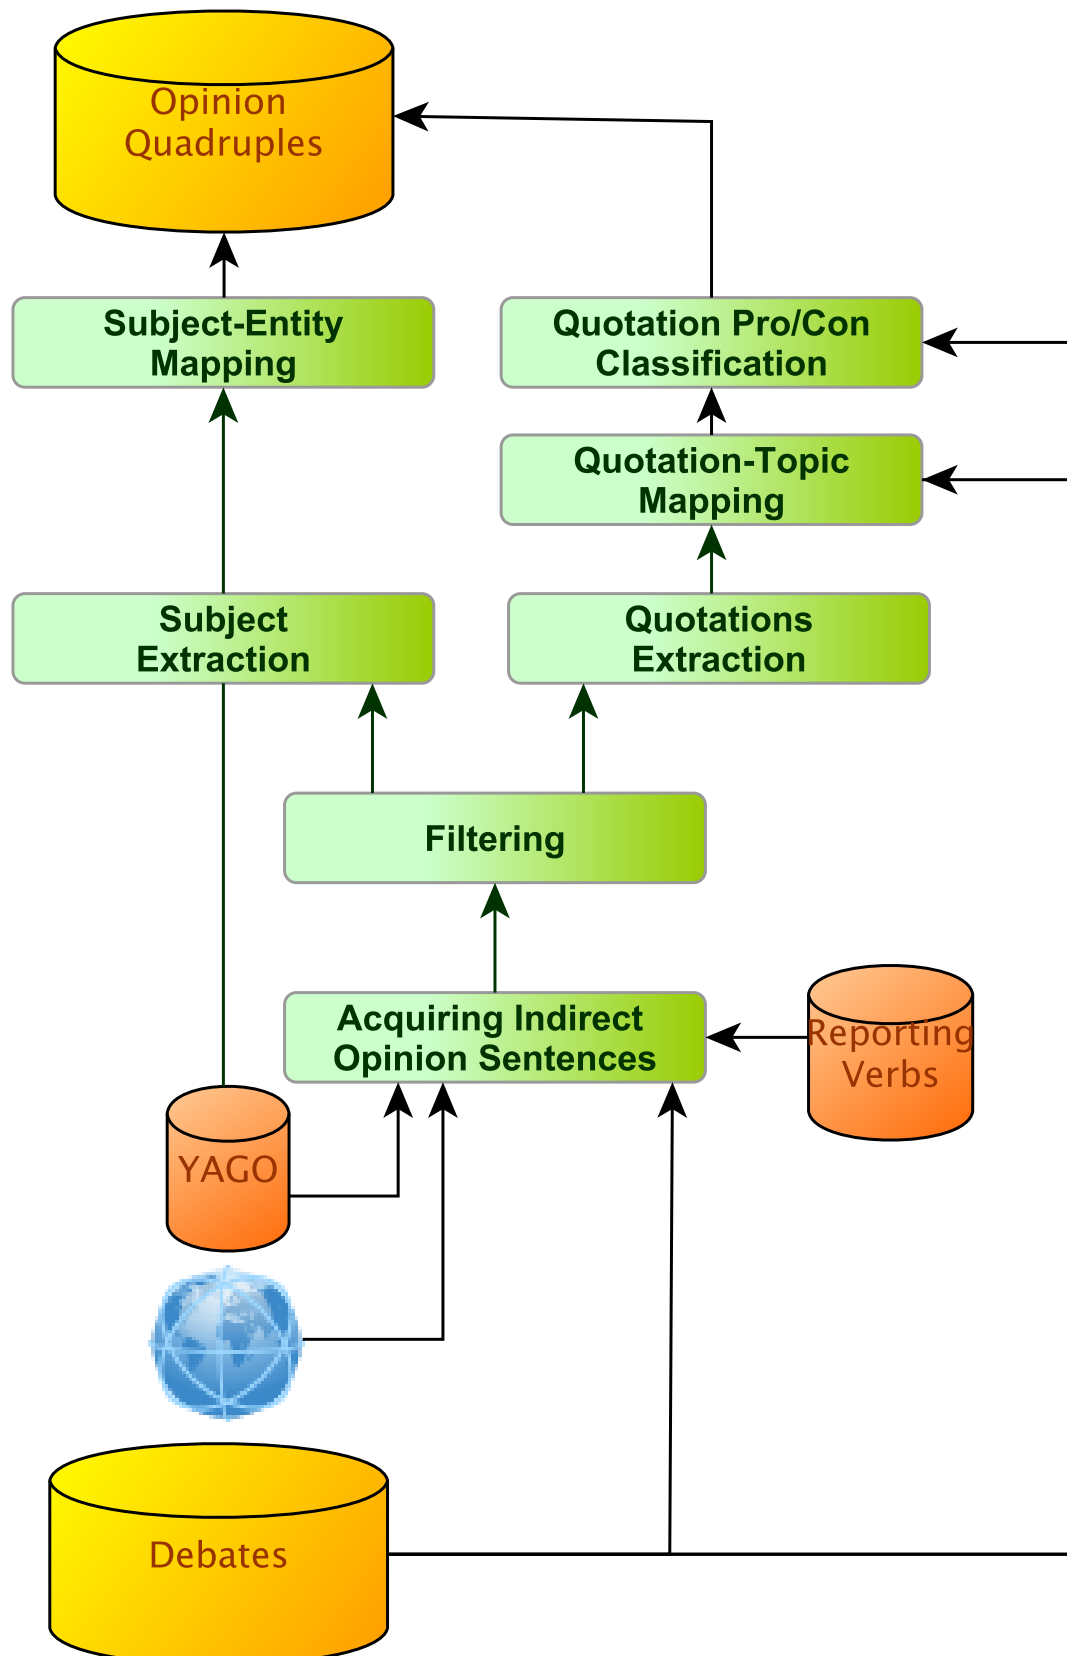 Opinion
Quadruples
Subject-Entity
Mapping
Quotation Pro/Con
Classification
Quotation-Topic
Mapping
Subject
Extraction
Quotations
Extraction
Filtering
Acquiring Indirect
Opinion Sentences
Reporting
Verbs
YAGO
Debates